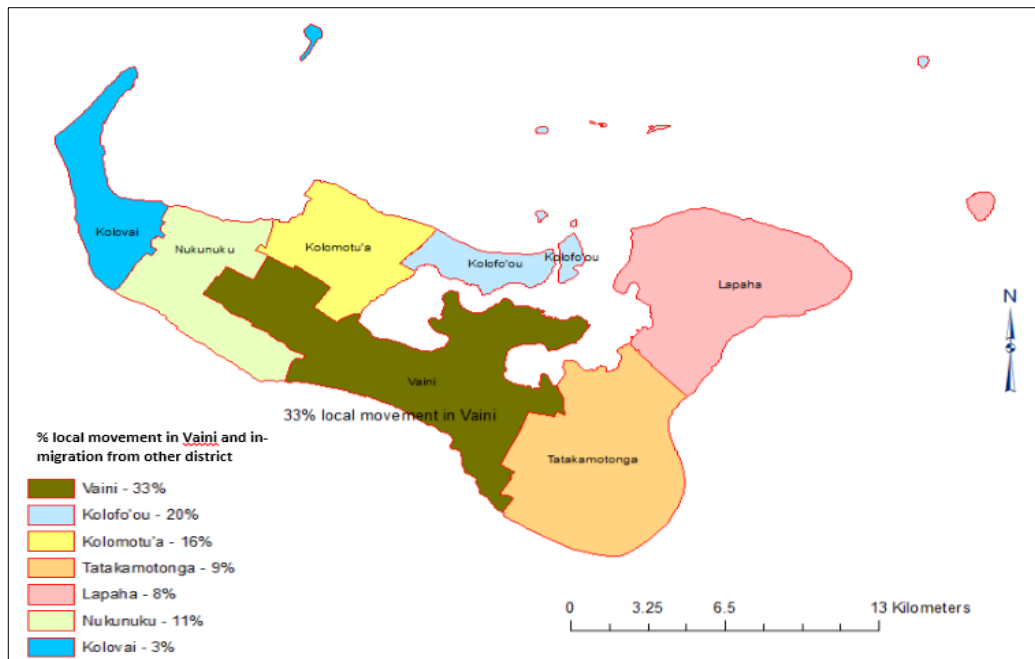 Kolovai
Nukunuku
Kolomotu'a
Kolofo'ou
Kolofo'ou
Lapaha
N
Vaini
33% local movement in Vaini
Tatakamotonga
% local movement in Vaini and in-
migration from other district
Vaini - 33%
Kolofo'ou - 20%
Kolomotu'a - 16%
Tatakamotonga - 9%
Lapaha - 8%
Nukunuku - 11%
Kolovai - 3%
0 3.25 6.5 13 Kilometers